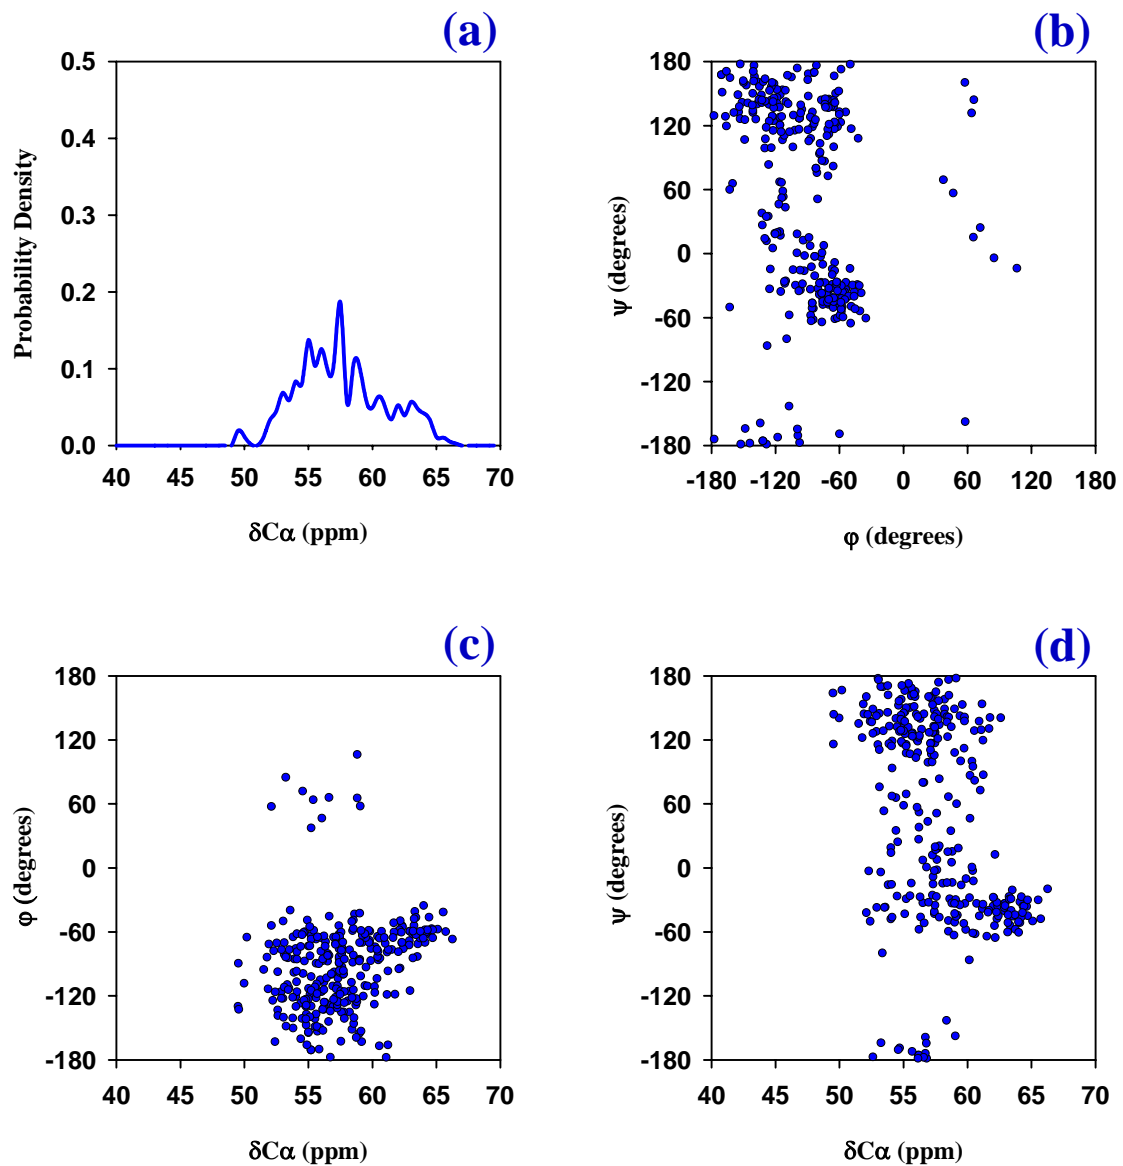 (a)
0.5
0.4
0.3
0.2
0.1
0.0
Probability Density
40 45 50 55 60 65 70
δCα (ppm)
(b)
180
120
60
0
-60
-120
-180
ψ (degrees)
-180 -120 -60 0 60 120 180
φ (degrees)
(c)
180
120
60
0
-60
-120
-180
φ (degrees)
40 45 50 55 60 65 70
δCα (ppm)
(d)
180
120
60
0
-60
-120
-180
ψ (degrees)
40 45 50 55 60 65 70
δCα (ppm)